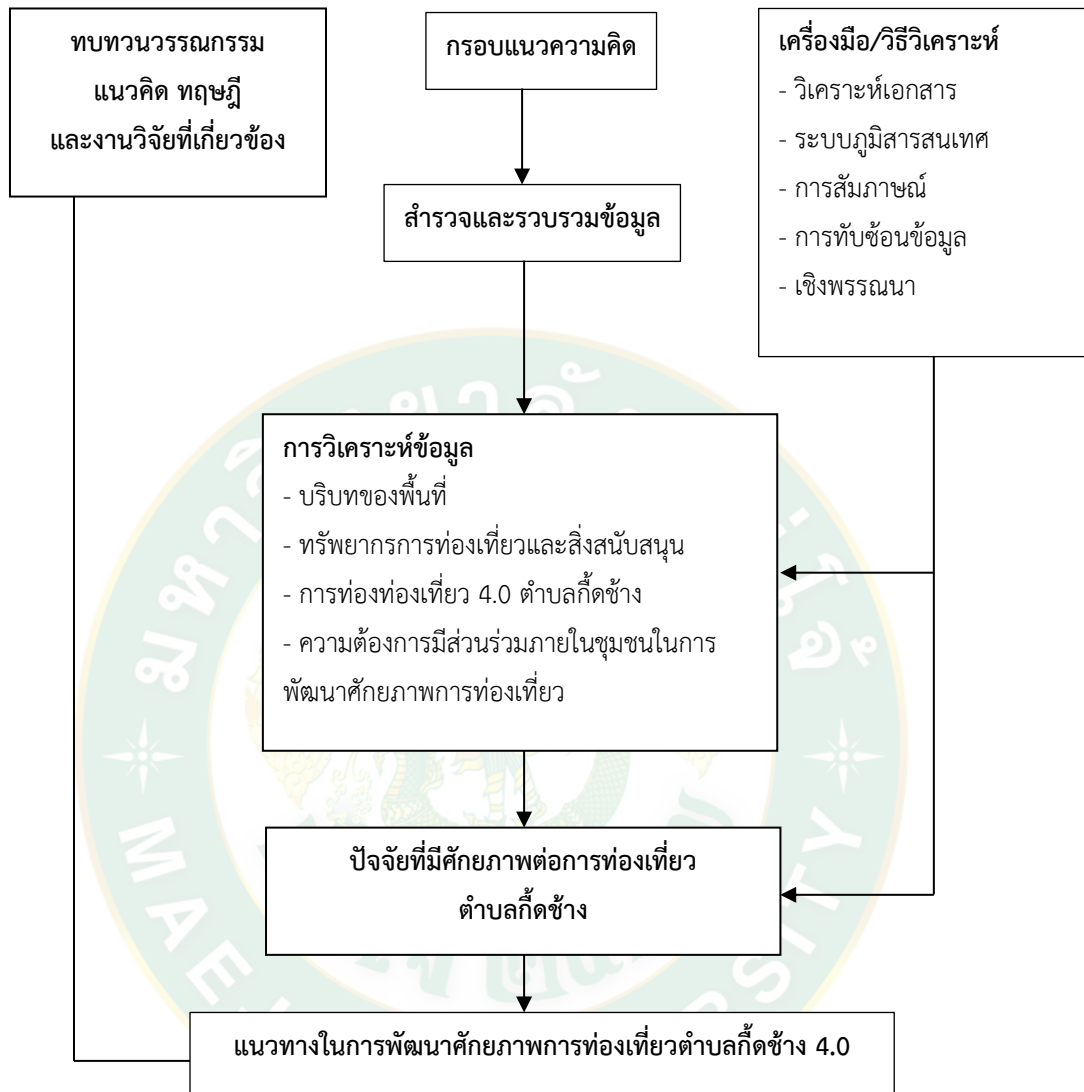 ทบทวนวรรณกรรม
แนวคิด ทฤษฎี
และงานวิจัยที่เกี่ยวข้อง
กรอบแนวความคิด
เครื่องมือ/วิธีวิเคราะห์
- วิเคราะห์เอกสาร
- ระบบภูมิสารสนเทศ
- การสัมภาษณ์
- การทับซ้อนข้อมูล
- เชิงพรรณนา
สำรวจและรวบรวมข้อมูล
การวิเคราะห์ข้อมูล
- บริบทของพื้นที่
- ทรัพยากรการท่องเที่ยวและสิ่งสนับสนุน
- การท่องท่องเที่ยว 4.0 ตำบลกื้ดช้าง
- ความต้องการมีส่วนร่วมภายในชุมชนในการ
พัฒนาศักยภาพการท่องเที่ยว
ปัจจัยที่มีศักยภาพต่อการท่องเที่ยว
ตำบลกื้ดช้าง
แนวทางในการพัฒนาศักยภาพการท่องเที่ยวตำบลกื้ดช้าง 4.0